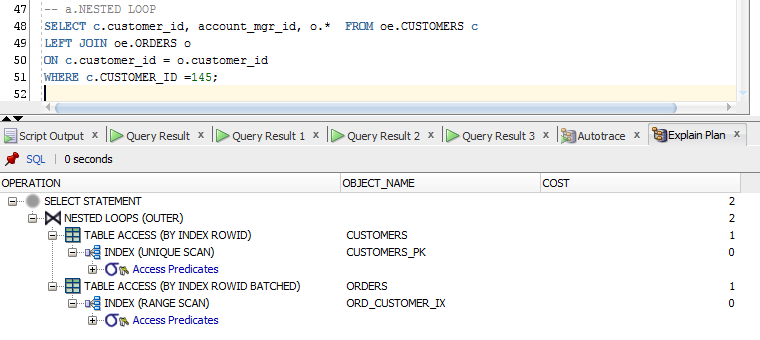 47 -- a.NESTED LOOP
48 SELECT c.customer_id, account_mgr_id, o.* FROM oe.CUSTOMERS c
49 LEFT JOIN oe.ORDERS o
50 ON c.customer_id = o.customer_id
51 WHERE c.CUSTOMER_ID =145;
52
Script Output x Query Result x Query Result 1 x Query Result 2 x Query Result 3 x Autotrace x Explain Plan x
SQL | 0 seconds
OPERATION OBJECT_NAME COST
SELECT STATEMENT 2
NESTED LOOPS (OUTER) 2
TABLE ACCESS (BY INDEX ROWID) CUSTOMERS 1
INDEX (UNIQUE SCAN) CUSTOMERS_PK 0
Access Predicates
TABLE ACCESS (BY INDEX ROWID BATCHED) ORDERS 1
INDEX (RANGE SCAN) ORD_CUSTOMER_IX 0
Access Predicates